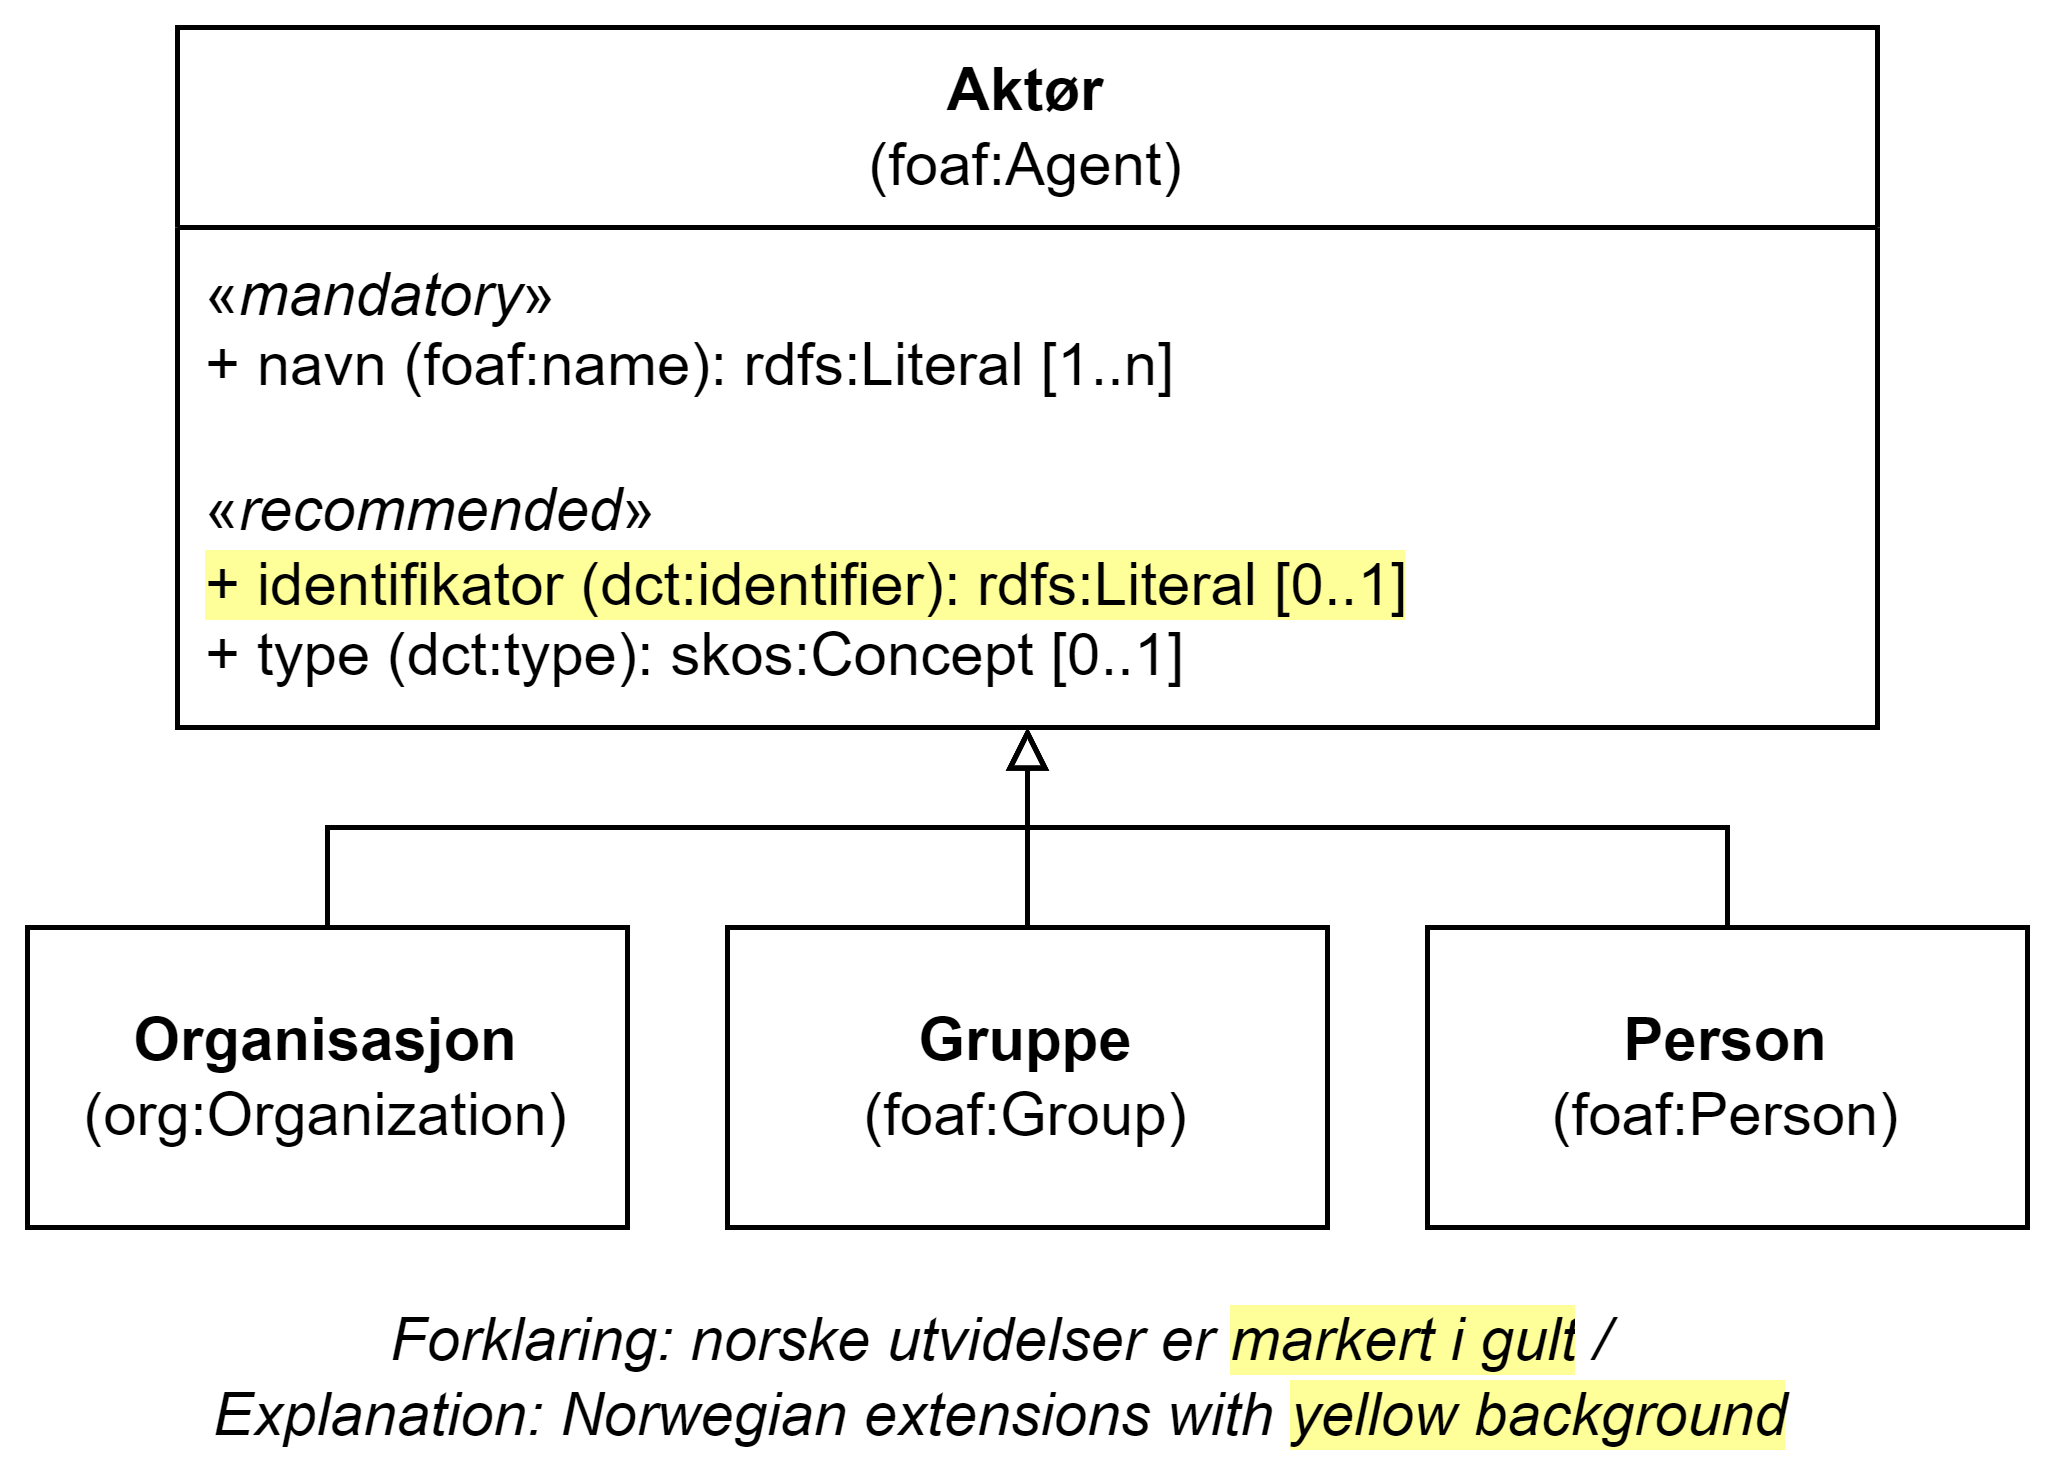 Aktør
(foaf:Agent)
«mandatory»
+ navn (foaf:name): rdfs:Literal [1..n]
«recommended»
+ identifikator (dct:identifier): rdfs:Literal [0..1]
+ type (dct:type): skos:Concept [0..1]
Organisasjon
(org:Organization)
Gruppe
(foaf:Group)
Person
(foaf:Person)
Forklaring: norske utvidelser er markert i gult /
Explanation: Norwegian extensions with yellow background